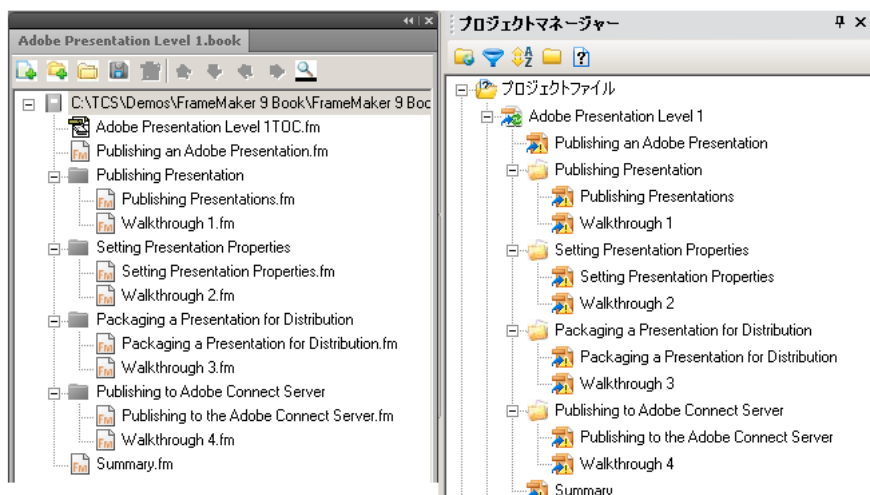 Adobe Presentation Level 1.book
C:\TCS\Demos\FrameMaker 9 Book\FrameMaker 9 Boo
Adobe Presentation Level 1TOC.fm
Publishing an Adobe Presentation.fm
Publishing Presentation
Publishing Presentations.fm
Walkthrough 1.fm
Setting Presentation Properties
Setting Presentation Properties.fm
Walkthrough 2.fm
Packaging a Presentation for Distribution
Packaging a Presentation for Distribution.fm
Walkthrough 3.fm
Publishing to Adobe Connect Server
Publishing to the Adobe Connect Server.fm
Walkthrough 4.fm
Summary.fm
プロジェクトマネージャー
プロジェクトファイル
Adobe Presentation Level 1
Publishing an Adobe Presentation
Publishing Presentation
Publishing Presentations
Walkthrough 1
Setting Presentation Properties
Setting Presentation Properties
Walkthrough 2
Packaging a Presentation for Distribution
Packaging a Presentation for Distribution
Walkthrough 3
Publishing to Adobe Connect Server
Publishing to the Adobe Connect Server
Walkthrough 4
Summary